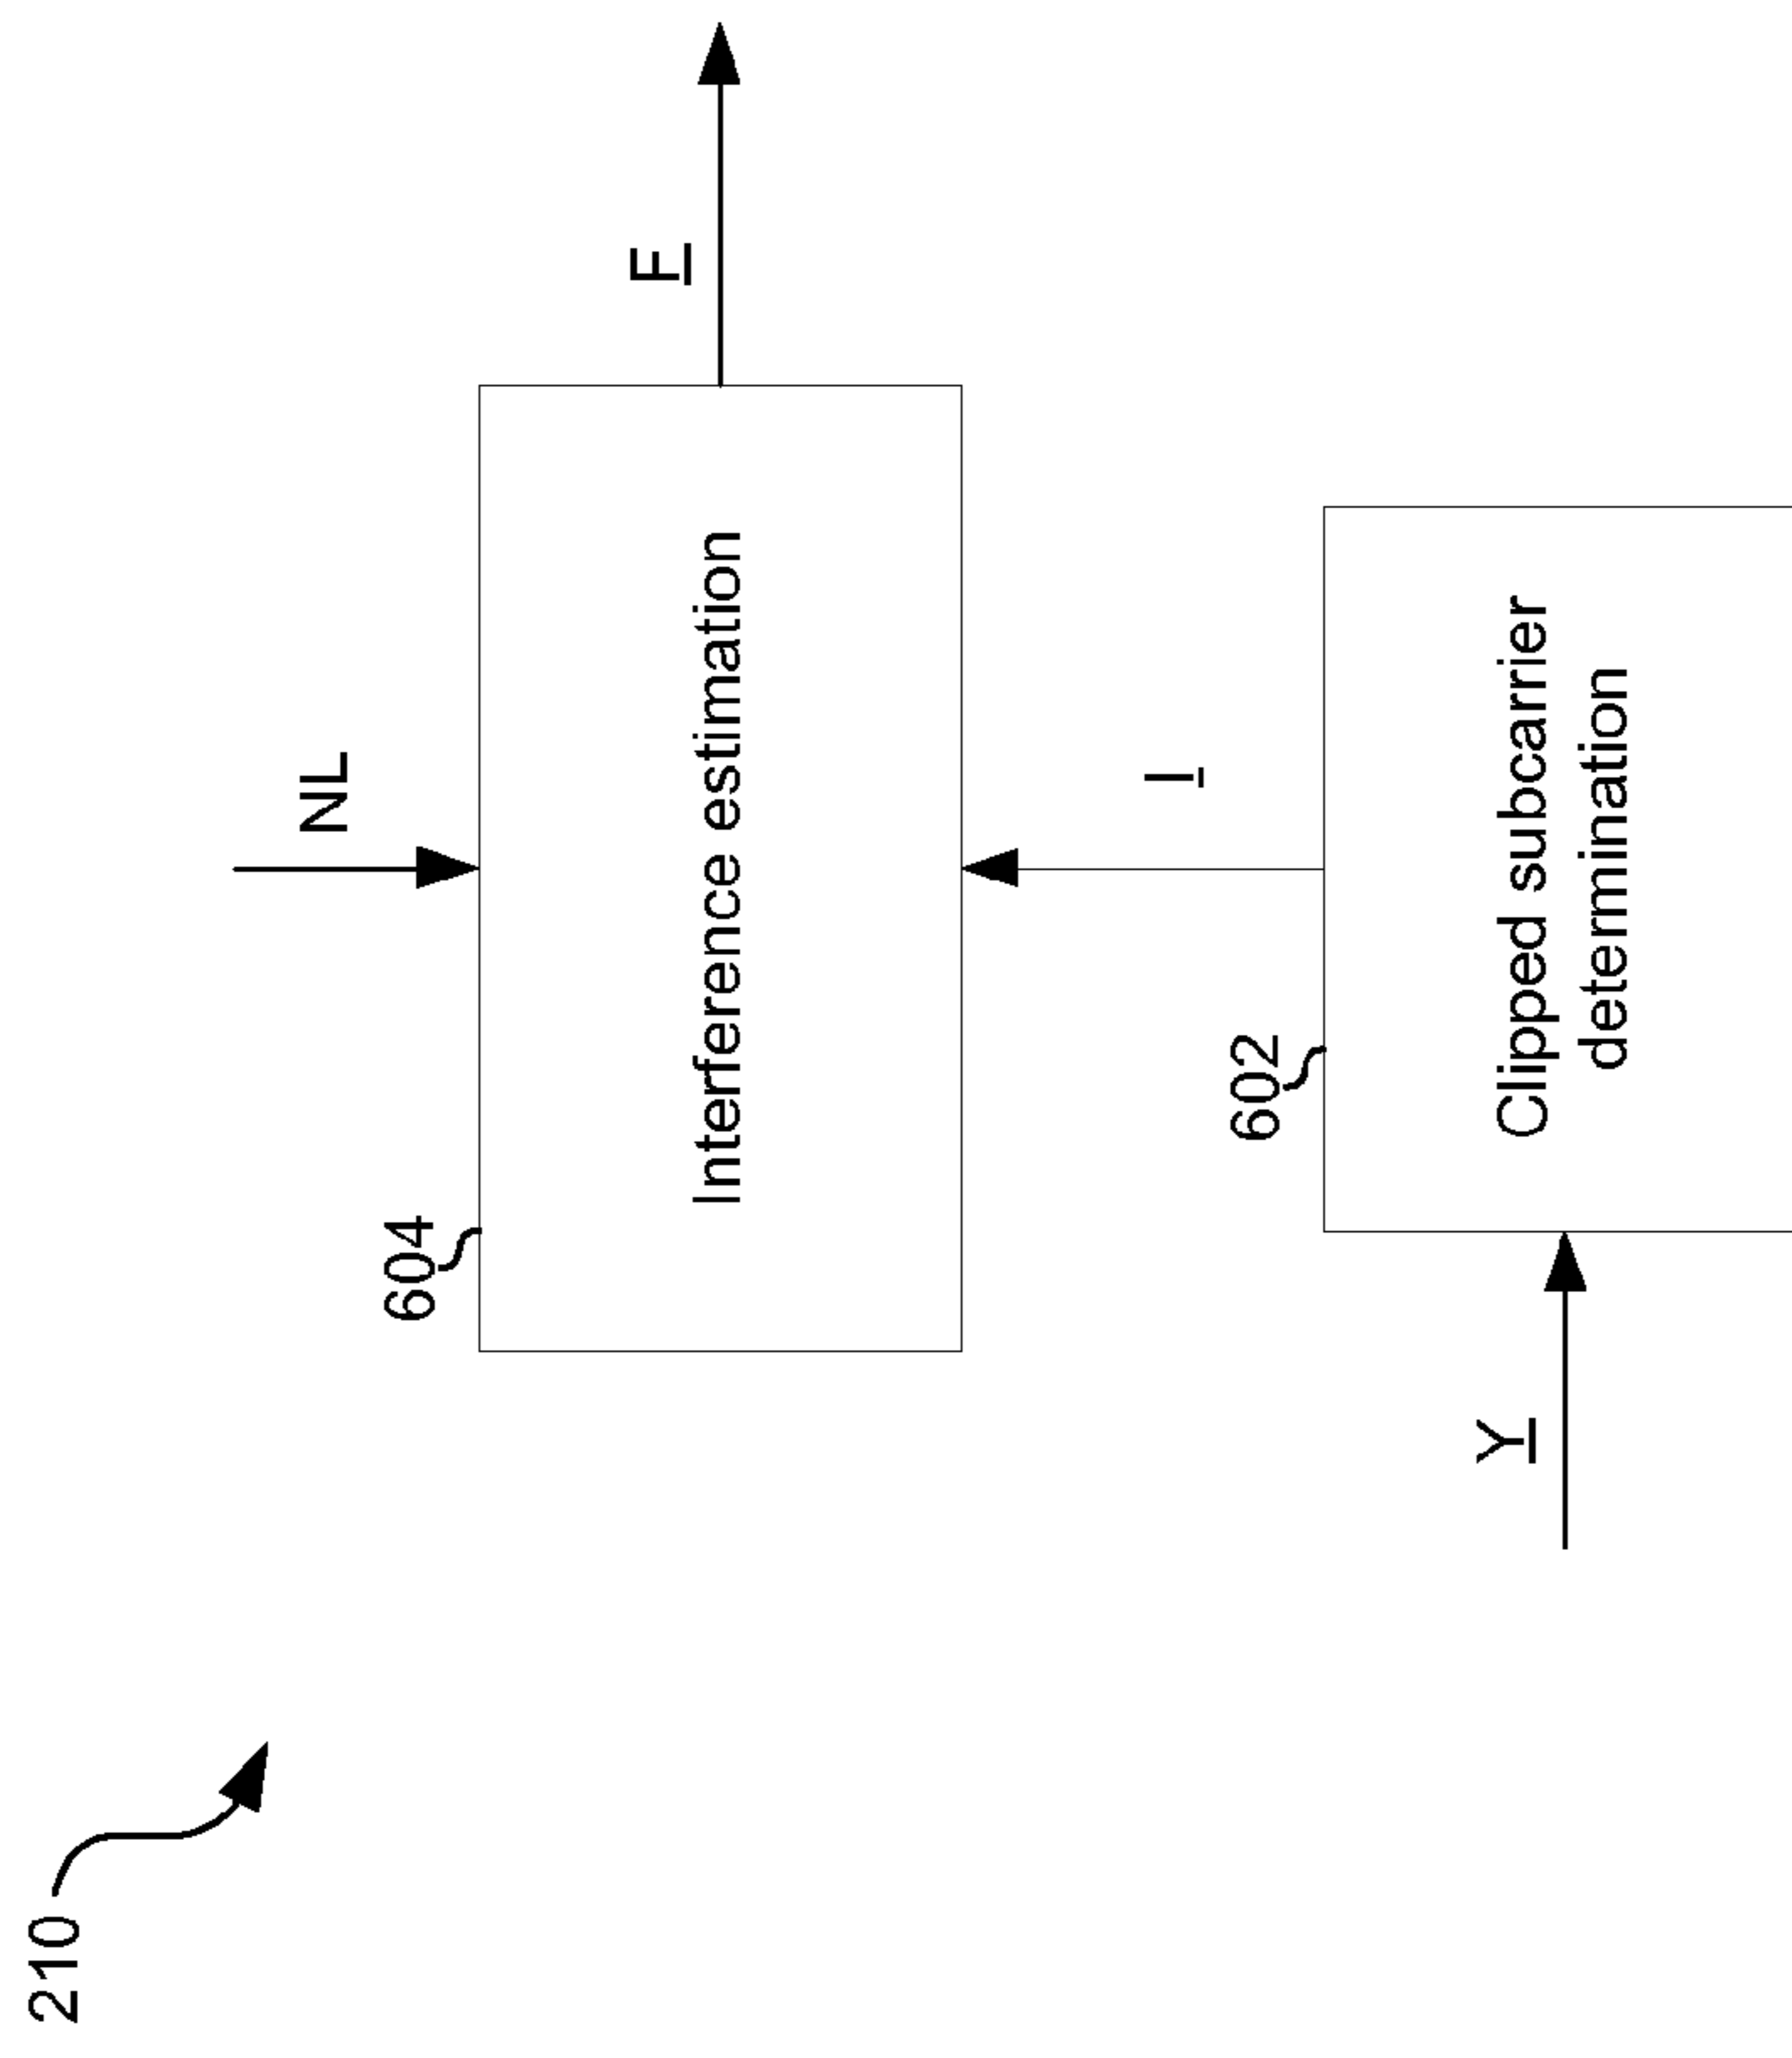 210
NL
604
F
Interference estimation
I
602
Y
Clipped subcarrier
determination